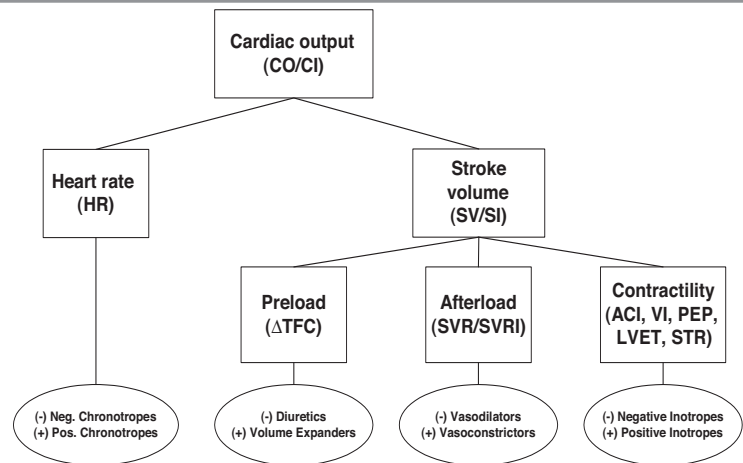 Cardiac output
(CO/CI)
Heart rate
(HR)
Stroke
volume
(SV/SI)
Preload
(ΔTFC)
Afterload
(SVR/SVRI)
Contractility
(ACI, VI, PEP,
LVET, STR)
(-) Neg. Chronotropes
(+) Pos. Chronotropes
(-) Diuretics
(+) Volume Expanders
(-) Vasodilators
(+) Vasoconstrictors
(-) Negative Inotropes
(+) Positive Inotropes